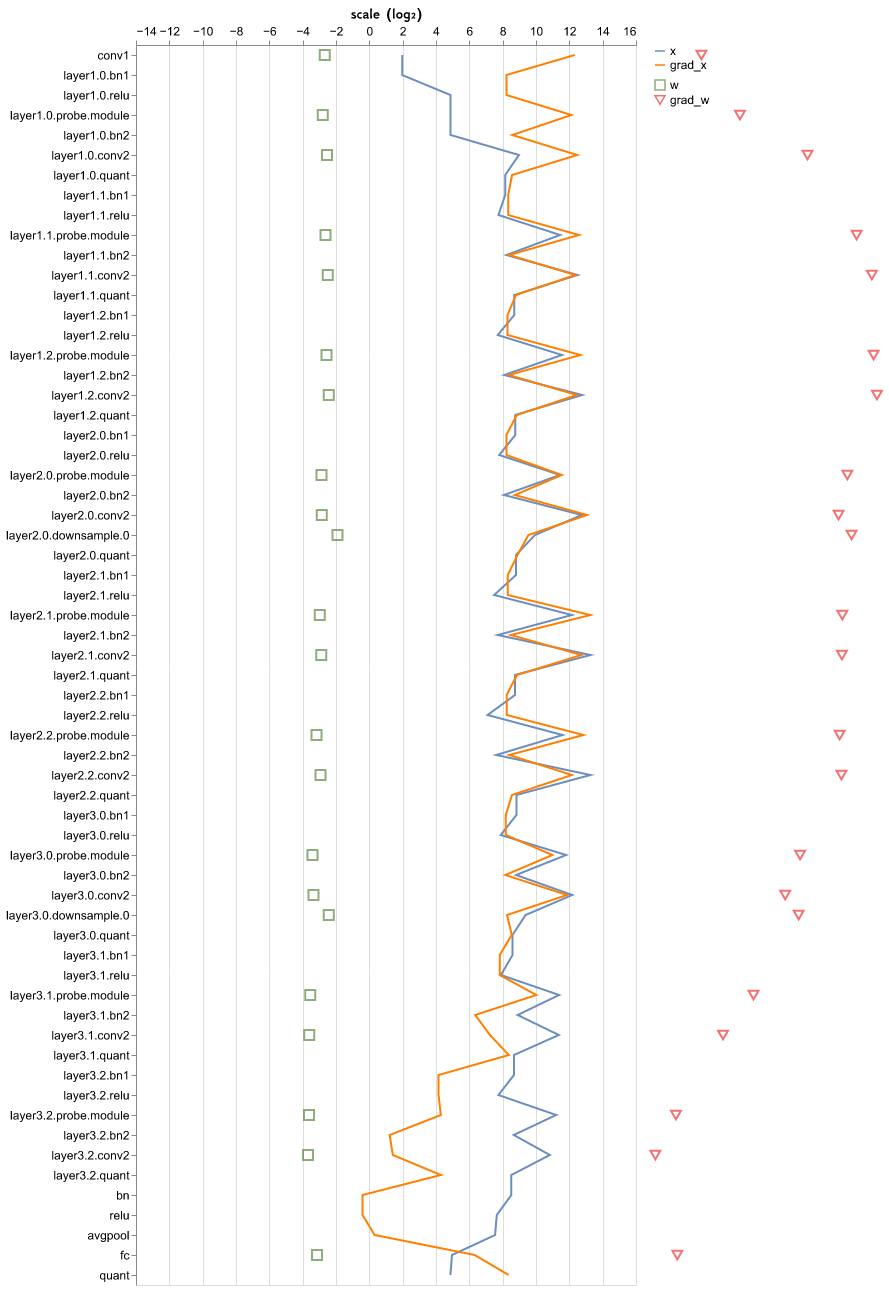 scale (log₂)
−14 −12 −10 −8 −6 −4 −2 0 2 4 6 8 10 12 14 16
x
grad_x
w
grad_w
conv1
layer1.0.bn1
layer1.0.relu
layer1.0.probe.module
layer1.0.bn2
layer1.0.conv2
layer1.0.quant
layer1.1.bn1
layer1.1.relu
layer1.1.probe.module
layer1.1.bn2
layer1.1.conv2
layer1.1.quant
layer1.2.bn1
layer1.2.relu
layer1.2.probe.module
layer1.2.bn2
layer1.2.conv2
layer1.2.quant
layer2.0.bn1
layer2.0.relu
layer2.0.probe.module
layer2.0.bn2
layer2.0.conv2
layer2.0.downsample.0
layer2.0.quant
layer2.1.bn1
layer2.1.relu
layer2.1.probe.module
layer2.1.bn2
layer2.1.conv2
layer2.1.quant
layer2.2.bn1
layer2.2.relu
layer2.2.probe.module
layer2.2.bn2
layer2.2.conv2
layer2.2.quant
layer3.0.bn1
layer3.0.relu
layer3.0.probe.module
layer3.0.bn2
layer3.0.conv2
layer3.0.downsample.0
layer3.0.quant
layer3.1.bn1
layer3.1.relu
layer3.1.probe.module
layer3.1.bn2
layer3.1.conv2
layer3.1.quant
layer3.2.bn1
layer3.2.relu
layer3.2.probe.module
layer3.2.bn2
layer3.2.conv2
layer3.2.quant
bn
relu
avgpool
fc
quant